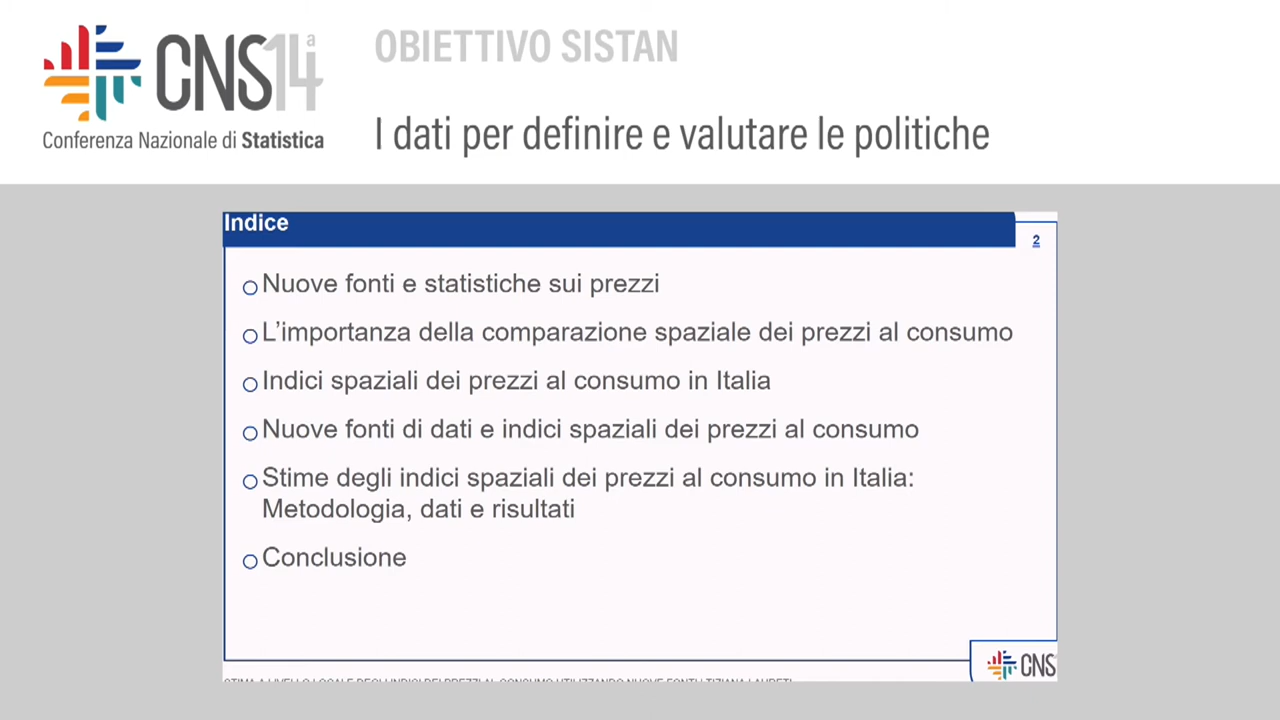 CNS14a
OBIETTIVO SISTAN
Conferenza Nazionale di Statistica
I dati per definire e valutare le politiche
Indice
2
Nuove fonti e statistiche sui prezzi
L'importanza della comparazione spaziale dei prezzi al consumo
Indici spaziali dei prezzi al consumo in Italia
Nuove fonti di dati e indici spaziali dei prezzi al consumo
Stime degli indici spaziali dei prezzi al consumo in Italia:
Metodologia, dati e risultati
Conclusione
CNS